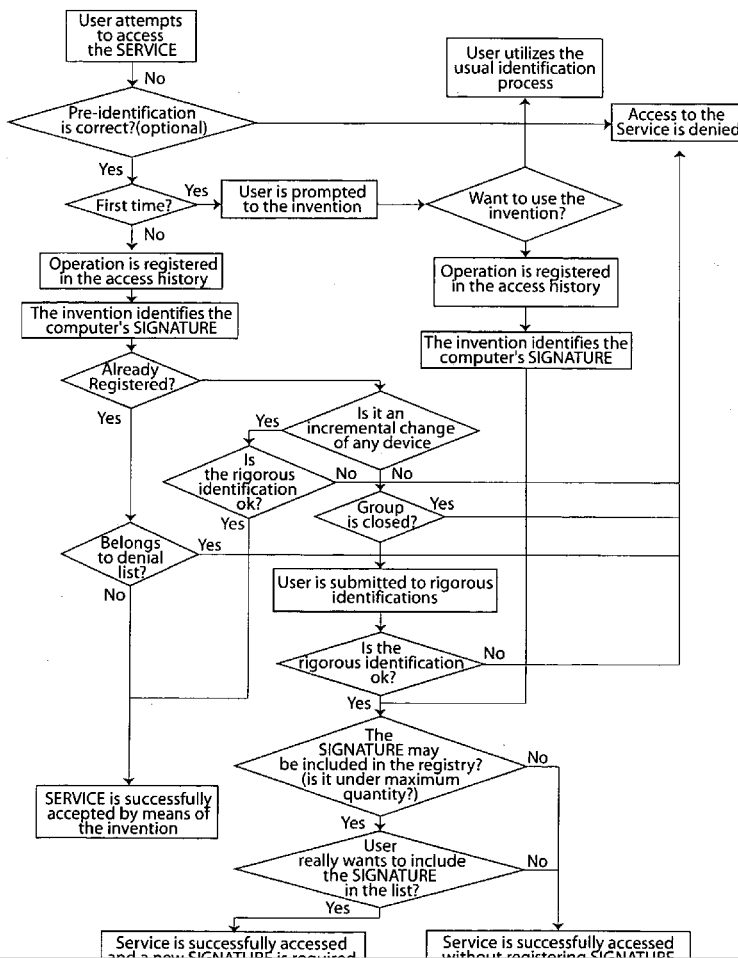 User attempts
to access
the SERVICE
No
User utilizes the
usual identification
process
Pre-identification
is correct?(optional)
Access to the
Service is denied
Yes
First time?
Yes
User is prompted
to the invention
Want to use the
invention?
No
Operation is registered
in the access history
Operation is registered
in the access history
The invention identifies the
computer's SIGNATURE
The invention identifies the
computer's SIGNATURE
Already
Registered?
Yes
Is it an
incremental change
of any device
Yes
Is
the rigorous
identification
ok?
No
No
Group
is closed?
Yes
Yes
Belongs
to denial
list?
Yes
No
User is submitted to rigorous
identifications
Is the
rigorous identification
ok?
No
Yes
The
SIGNATURE may
be included in the registry?
(is it under maximum
quantity?)
No
SERVICE is successfully
accepted by means of
the invention
Yes
User
really wants to include
the SIGNATURE
in the list?
No
Yes
Service is successfully accessed
and a new SIGNATURE is required
Service is successfully accessed
without registering SIGNATURE